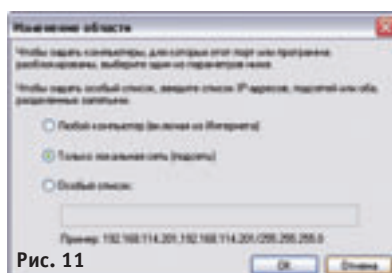 Изменение области
Чтобы задать компьютеры, для которых этот порт или программа
разблокированы, выберите один из параметров ниже.
Чтобы задать особый список, введите список IP-адресов, подсетей или оба,
разделенные запятыми.
Любой компьютер (включая из Интернета)
Только локальная сеть (подсеть)
Особый список:
Пример: 192.168.114.201,192.168.114.201/255.255.255.0
ОК Отмена
Рис. 11